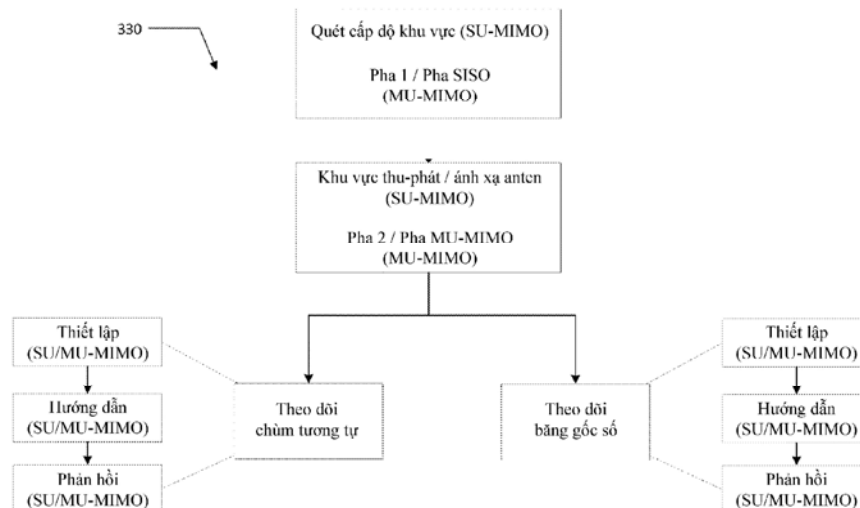 330
Quét cấp dộ khu vực (SU-MIMO)
Pha 1 / Pha SISO
(MU-MIMO)
Khu vực thu-phát / ánh xạ anten
(SU-MIMO)
Pha 2 / Pha MU-MIMO
(MU-MIMO)
Thiết lập
(SU/MU-MIMO)
Hướng dẫn
(SU/MU-MIMO)
Phản hồi
(SU/MU-MIMO)
Theo dõi
chùm tương tự
Theo dõi
băng gốc số
Thiết lập
(SU/MU-MIMO)
Hướng dẫn
(SU/MU-MIMO)
Phản hồi
(SU/MU-MIMO)